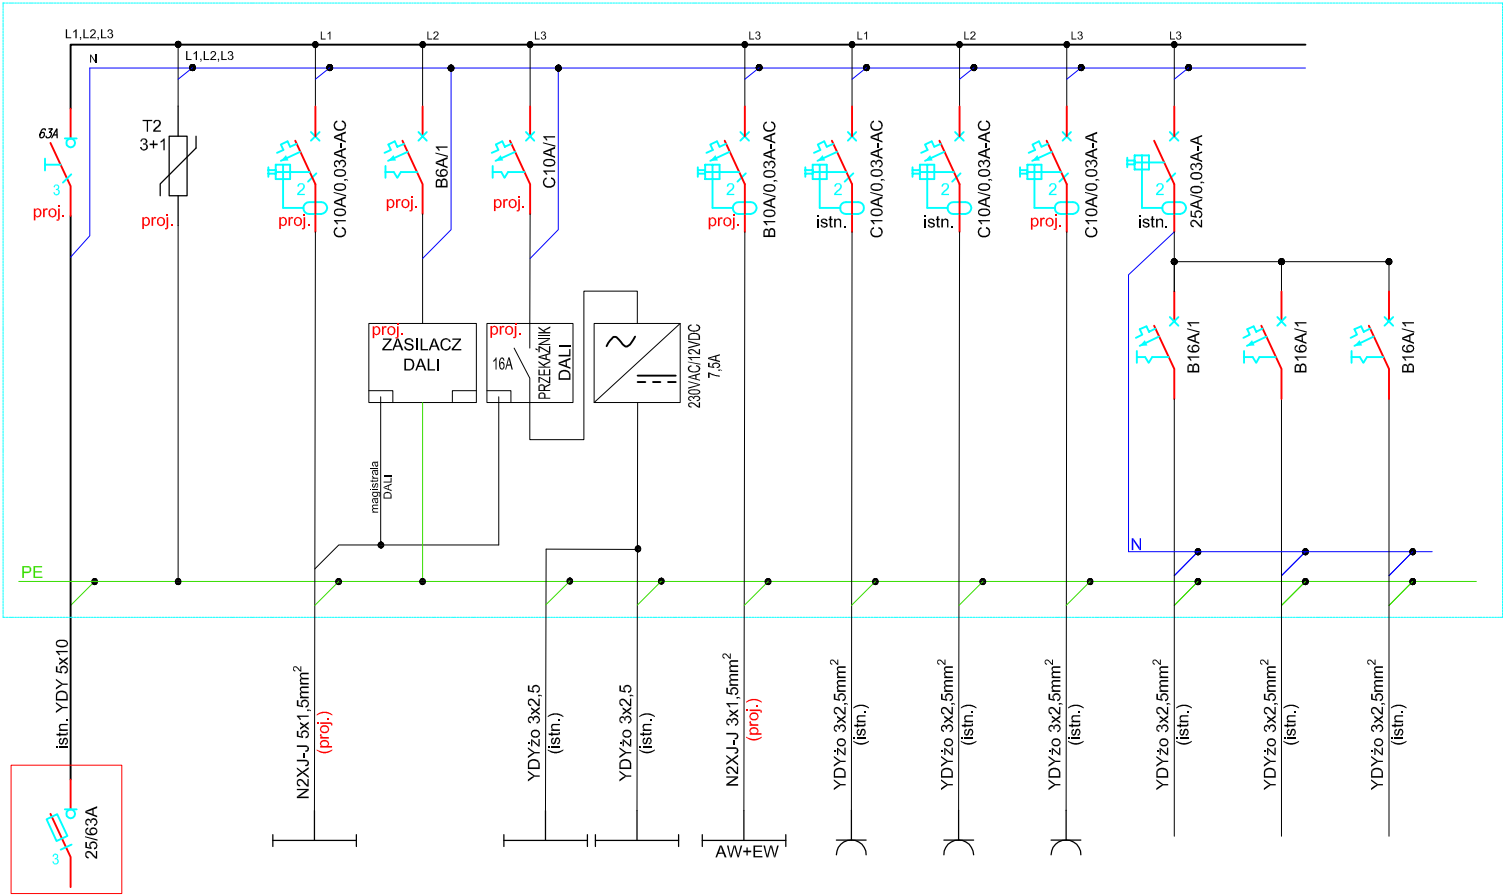 L1,L2,L3
L1
L2
L3
L3
L1
L2
L3
L3
N
L1,L2,L3
63A
3
proj.
T2
3+1
proj.
2
proj.
C10A/0,03A-AC
proj.
B6A/1
proj.
C10A/1
2
proj.
B10A/0,03A-AC
2
istn.
C10A/0,03A-AC
2
istn.
C10A/0,03A-AC
2
proj.
C10A/0,03A-A
2
istn.
25A/0,03A-A
proj.
ZASILACZ
DALI
proj.
16A
PRZEKAŹNIK
DALI
230VAC/12VDC
7,5A
B16A/1
B16A/1
B16A/1
magistrala
DALI
N
PE
istn. YDY 5x10
N2XJ-J 5x1,5mm²
(proj.)
YDYżo 3x2,5
(istn.)
YDYżo 3x2,5
(istn.)
N2XJ-J 3x1,5mm²
(proj.)
YDYżo 3x2,5mm²
(istn.)
YDYżo 3x2,5mm²
(istn.)
YDYżo 3x2,5mm²
(istn.)
YDYżo 3x2,5mm²
(istn.)
YDYżo 3x2,5mm²
(istn.)
YDYżo 3x2,5mm²
(istn.)
3
25/63A
AW+EW